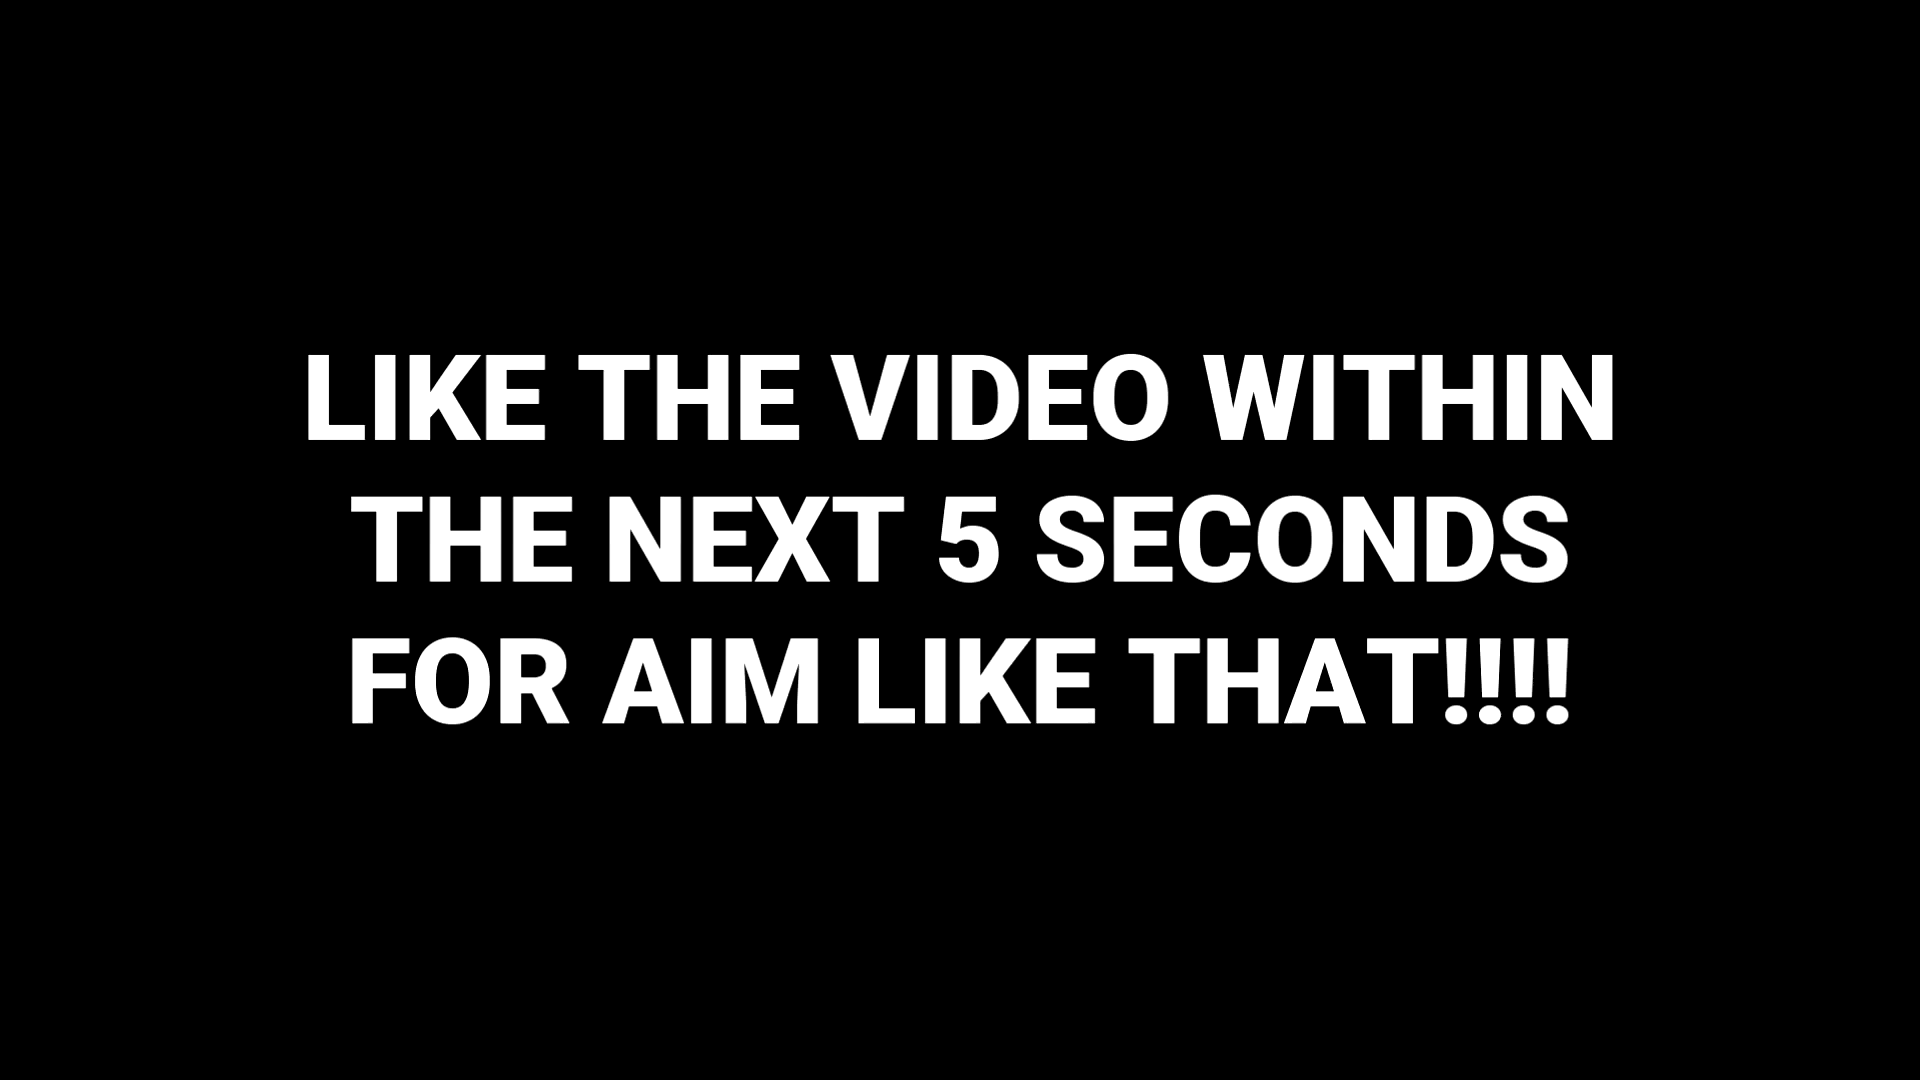 LIKE THE VIDEO WITHIN
THE NEXT 5 SECONDS
FOR AIM LIKE THAT!!!!